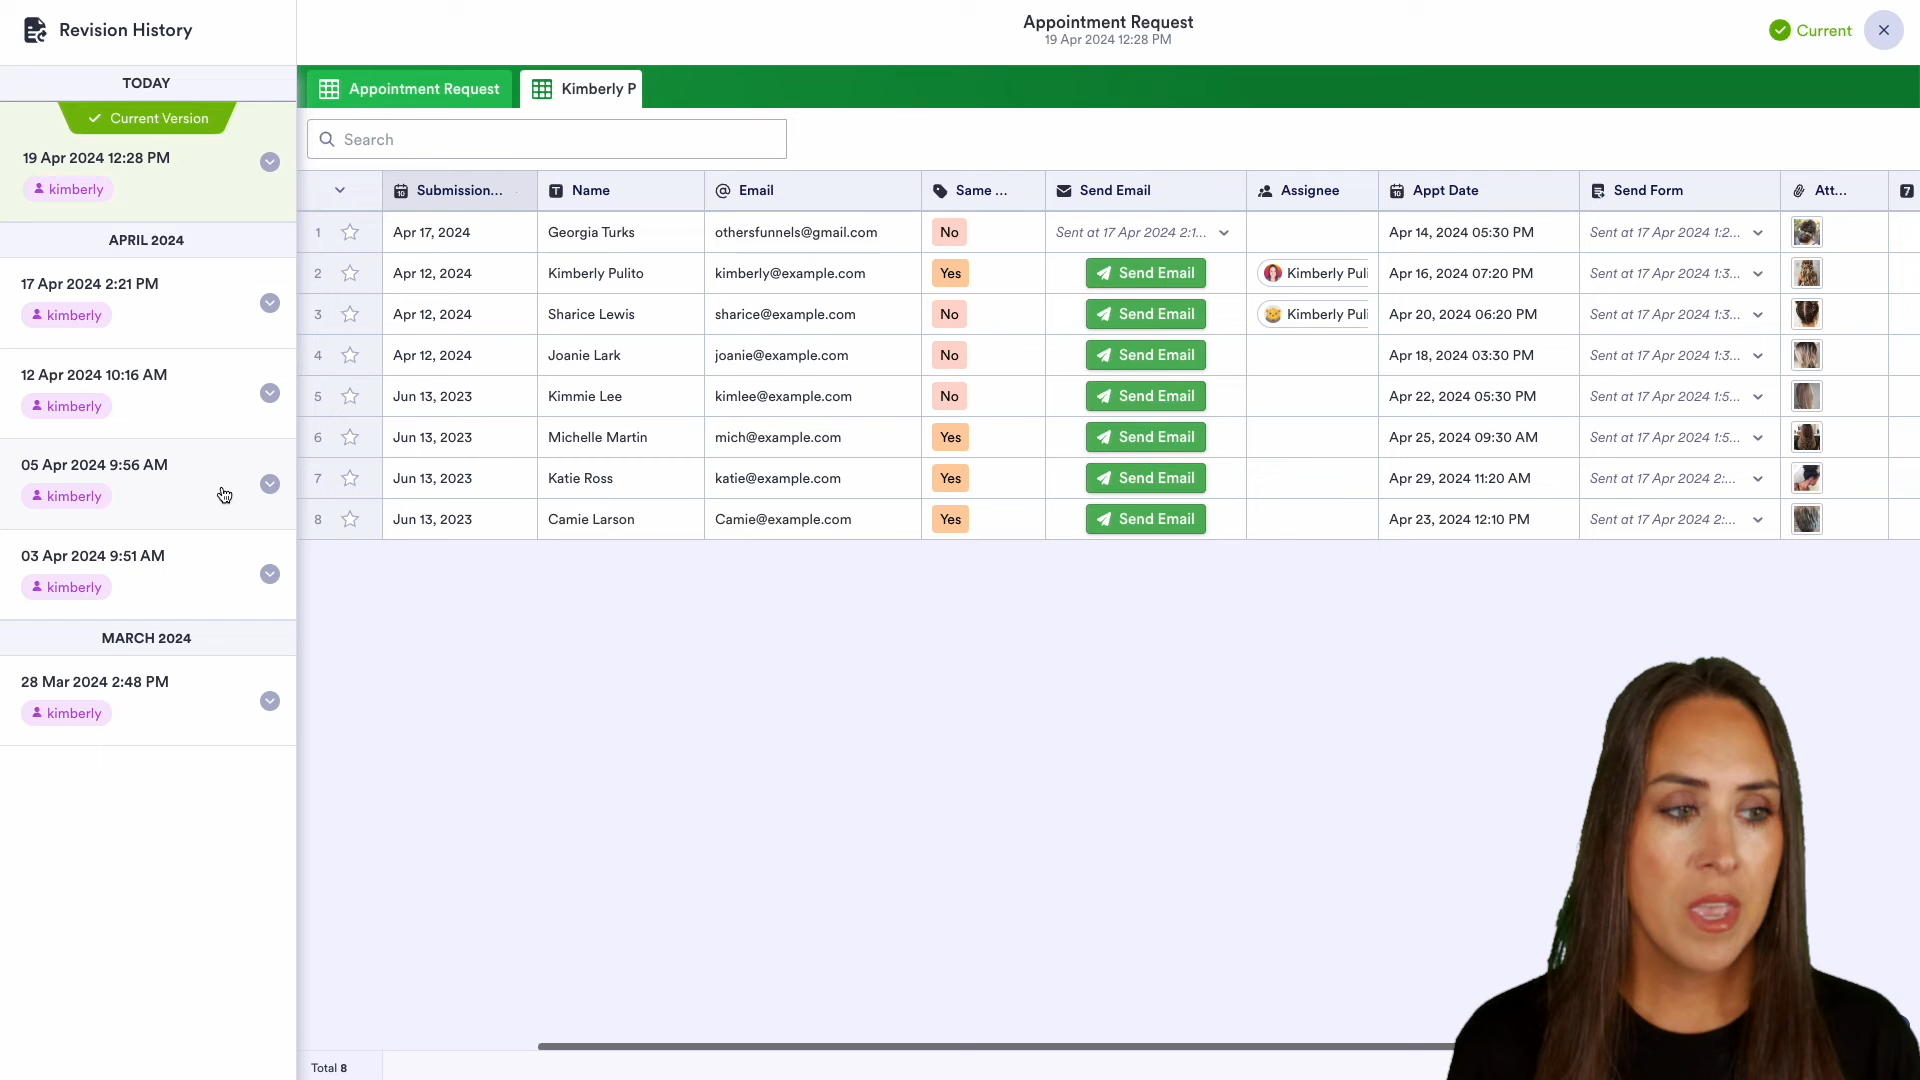 Revision History
Appointment Request
19 Apr 2024 12:28 PM
Current
TODAY
Current Version
19 Apr 2024 12:28 PM
kimberly
APRIL 2024
17 Apr 2024 2:21 PM
kimberly
12 Apr 2024 10:16 AM
kimberly
05 Apr 2024 9:56 AM
kimberly
03 Apr 2024 9:51 AM
kimberly
MARCH 2024
28 Mar 2024 2:48 PM
kimberly
Appointment Request Kimberly P
Search
Submission... Name Email Same ... Send Email Assignee Appt Date Send Form Att...
1 Apr 17, 2024 Georgia Turks othersfunnels@gmail.com No Sent at 17 Apr 2024 2:1... Apr 14, 2024 05:30 PM Sent at 17 Apr 2024 1:2...
2 Apr 12, 2024 Kimberly Pulito kimberly@example.com Yes Send Email Kimberly Puli Apr 16, 2024 07:20 PM Sent at 17 Apr 2024 1:3...
3 Apr 12, 2024 Sharice Lewis sharice@example.com No Send Email Kimberly Puli Apr 20, 2024 06:20 PM Sent at 17 Apr 2024 1:3...
4 Apr 12, 2024 Joanie Lark joanie@example.com No Send Email Apr 18, 2024 03:30 PM Sent at 17 Apr 2024 1:3...
5 Jun 13, 2023 Kimmie Lee kimlee@example.com No Send Email Apr 22, 2024 05:30 PM Sent at 17 Apr 2024 1:5...
6 Jun 13, 2023 Michelle Martin mich@example.com Yes Send Email Apr 25, 2024 09:30 AM Sent at 17 Apr 2024 1:5...
7 Jun 13, 2023 Katie Ross katie@example.com Yes Send Email Apr 29, 2024 11:20 AM Sent at 17 Apr 2024 2:...
8 Jun 13, 2023 Camie Larson Camie@example.com Yes Send Email Apr 23, 2024 12:10 PM Sent at 17 Apr 2024 2:...
Total 8